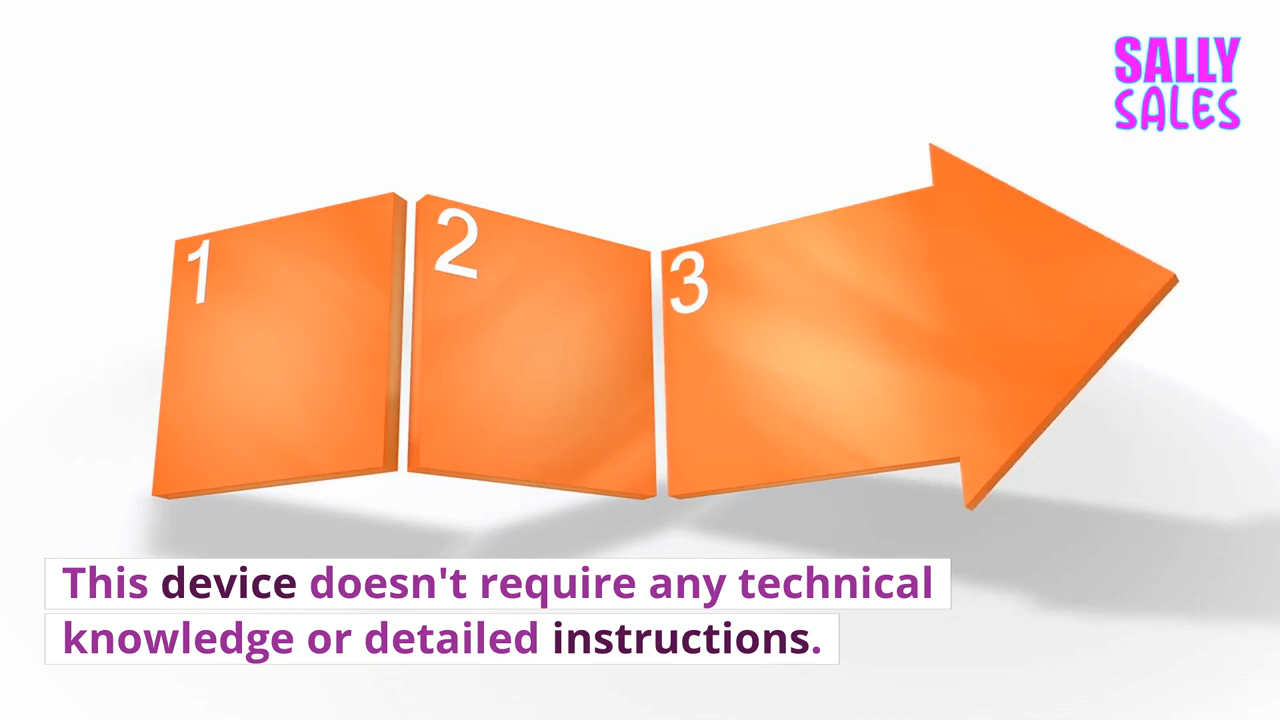 SALLY
SALES
1
2
3
This device doesn't require any technical
knowledge or detailed instructions.